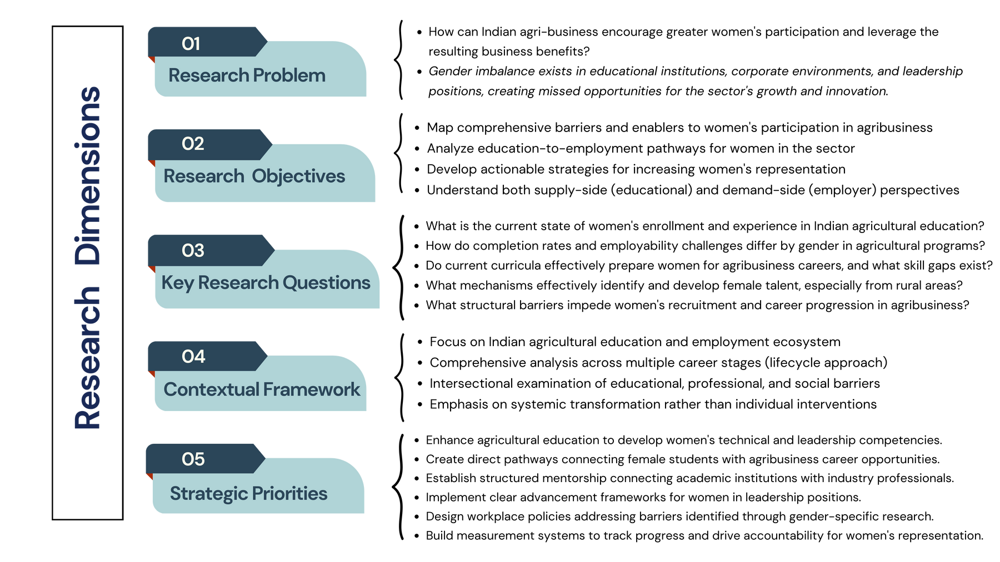 Research Dimensions
01
Research Problem
• How can Indian agri-business encourage greater women's participation and leverage the
resulting business benefits?
• Gender imbalance exists in educational institutions, corporate environments, and leadership
positions, creating missed opportunities for the sector's growth and innovation.
02
Research Objectives
• Map comprehensive barriers and enablers to women's participation in agribusiness
• Analyze education-to-employment pathways for women in the sector
• Develop actionable strategies for increasing women's representation
• Understand both supply-side (educational) and demand-side (employer) perspectives
03
Key Research Questions
• What is the current state of women's enrollment and experience in Indian agricultural education?
• How do completion rates and employability challenges differ by gender in agricultural programs?
• Do current curricula effectively prepare women for agribusiness careers, and what skill gaps exist?
• What mechanisms effectively identify and develop female talent, especially from rural areas?
• What structural barriers impede women's recruitment and career progression in agribusiness?
04
Contextual Framework
• Focus on Indian agricultural education and employment ecosystem
• Comprehensive analysis across multiple career stages (lifecycle approach)
• Intersectional examination of educational, professional, and social barriers
• Emphasis on systemic transformation rather than individual interventions
05
Strategic Priorities
• Enhance agricultural education to develop women's technical and leadership competencies.
• Create direct pathways connecting female students with agribusiness career opportunities.
• Establish structured mentorship connecting academic institutions with industry professionals.
• Implement clear advancement frameworks for women in leadership positions.
• Design workplace policies addressing barriers identified through gender-specific research.
• Build measurement systems to track progress and drive accountability for women's representation.